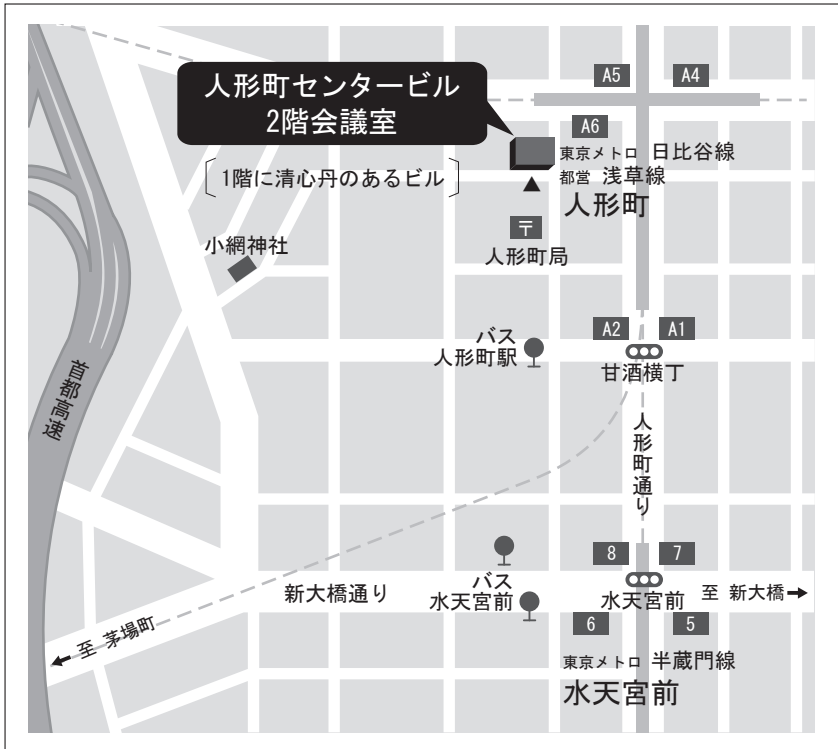 人形町センタービル
2階会議室
1階に清心丹のあるビル
A5
A4
A6
東京メトロ 日比谷線
都営 浅草線
人形町
〒
人形町局
小網神社
バス
人形町駅
A2
A1
甘酒横丁
首都高速
人形町通り
8
7
バス
水天宮前
新大橋通り
水天宮前
至 新大橋
至 茅場町
6
5
東京メトロ 半蔵門線
水天宮前